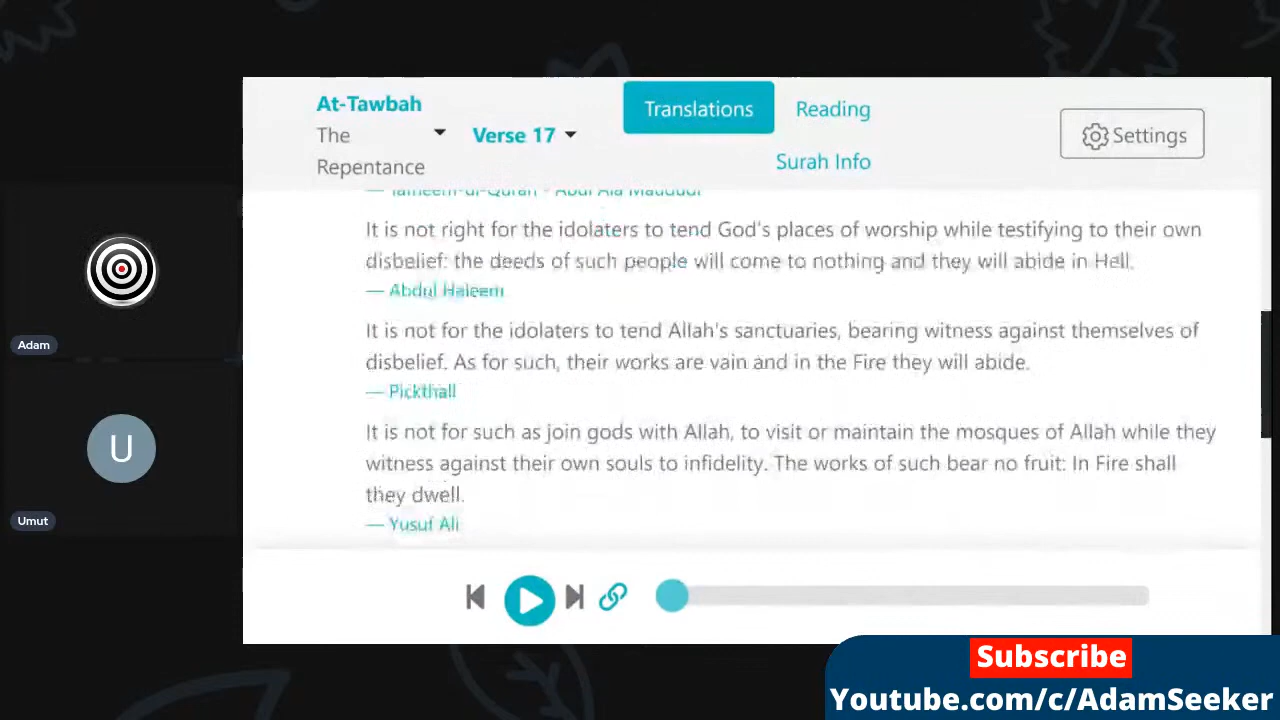 At-Tawbah
The
Repentance
Verse 17
Translations
Reading
Surah Info
Settings
— Tafheem-ul-Quran - Abul Ala Maududi
It is not right for the idolaters to tend God's places of worship while testifying to their own
disbelief: the deeds of such people will come to nothing and they will abide in Hell.
— Abdul Haleem
It is not for the idolaters to tend Allah's sanctuaries, bearing witness against themselves of
disbelief. As for such, their works are vain and in the Fire they will abide.
— Pickthall
It is not for such as join gods with Allah, to visit or maintain the mosques of Allah while they
witness against their own souls to infidelity. The works of such bear no fruit: In Fire shall
they dwell.
— Yusuf Ali
Adam
U
Umut
Subscribe
Youtube.com/c/AdamSeeker